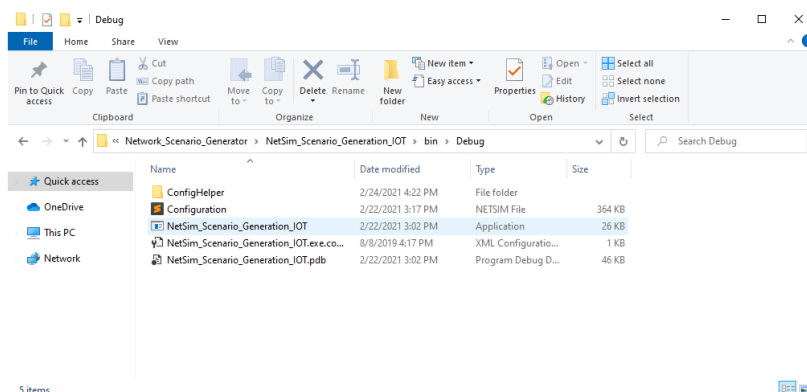 Debug
File Home Share View
Pin to Quick access
Copy
Paste
Cut
Copy path
Paste shortcut
Clipboard
Move to
Copy to
Delete
Rename
Organize
New folder
New item
Easy access
New
Properties
Open
Edit
History
Open
Select all
Select none
Invert selection
Select
« Network_Scenario_Generator > NetSim_Scenario_Generation_IOT > bin > Debug
Search Debug
Quick access
OneDrive
This PC
Network
Name Date modified Type Size
ConfigHelper 2/24/2021 4:22 PM File folder
Configuration 2/22/2021 3:17 PM NETSIM File 364 KB
NetSim_Scenario_Generation_IOT 2/22/2021 3:02 PM Application 26 KB
NetSim_Scenario_Generation_IOT.exe.co... 8/8/2019 4:17 PM XML Configuratio... 1 KB
NetSim_Scenario_Generation_IOT.pdb 2/22/2021 3:02 PM Program Debug D... 46 KB
5 items